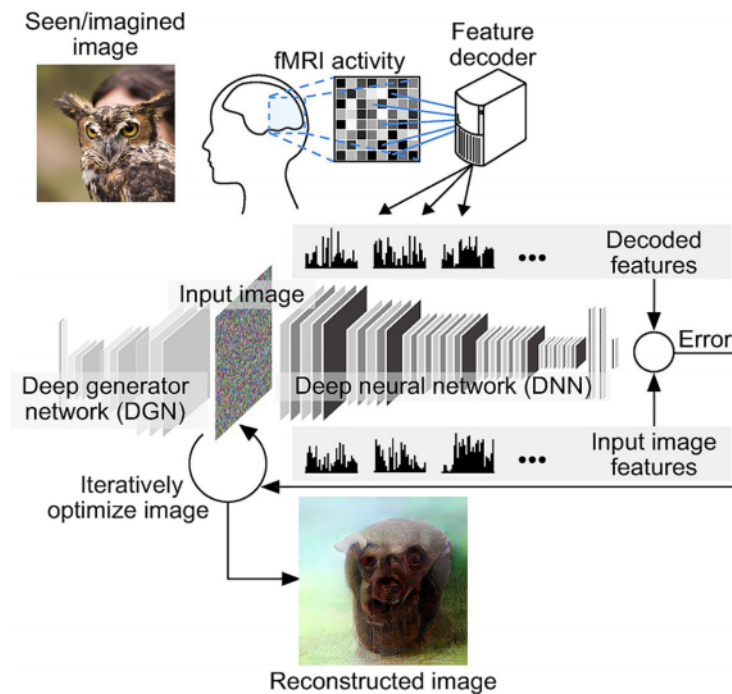 Seen/imagined
image
fMRI activity
Feature
decoder
Decoded
features
Input image
Error
Deep generator
network (DGN)
Deep neural network (DNN)
Input image
features
Iteratively
optimize image
Reconstructed image